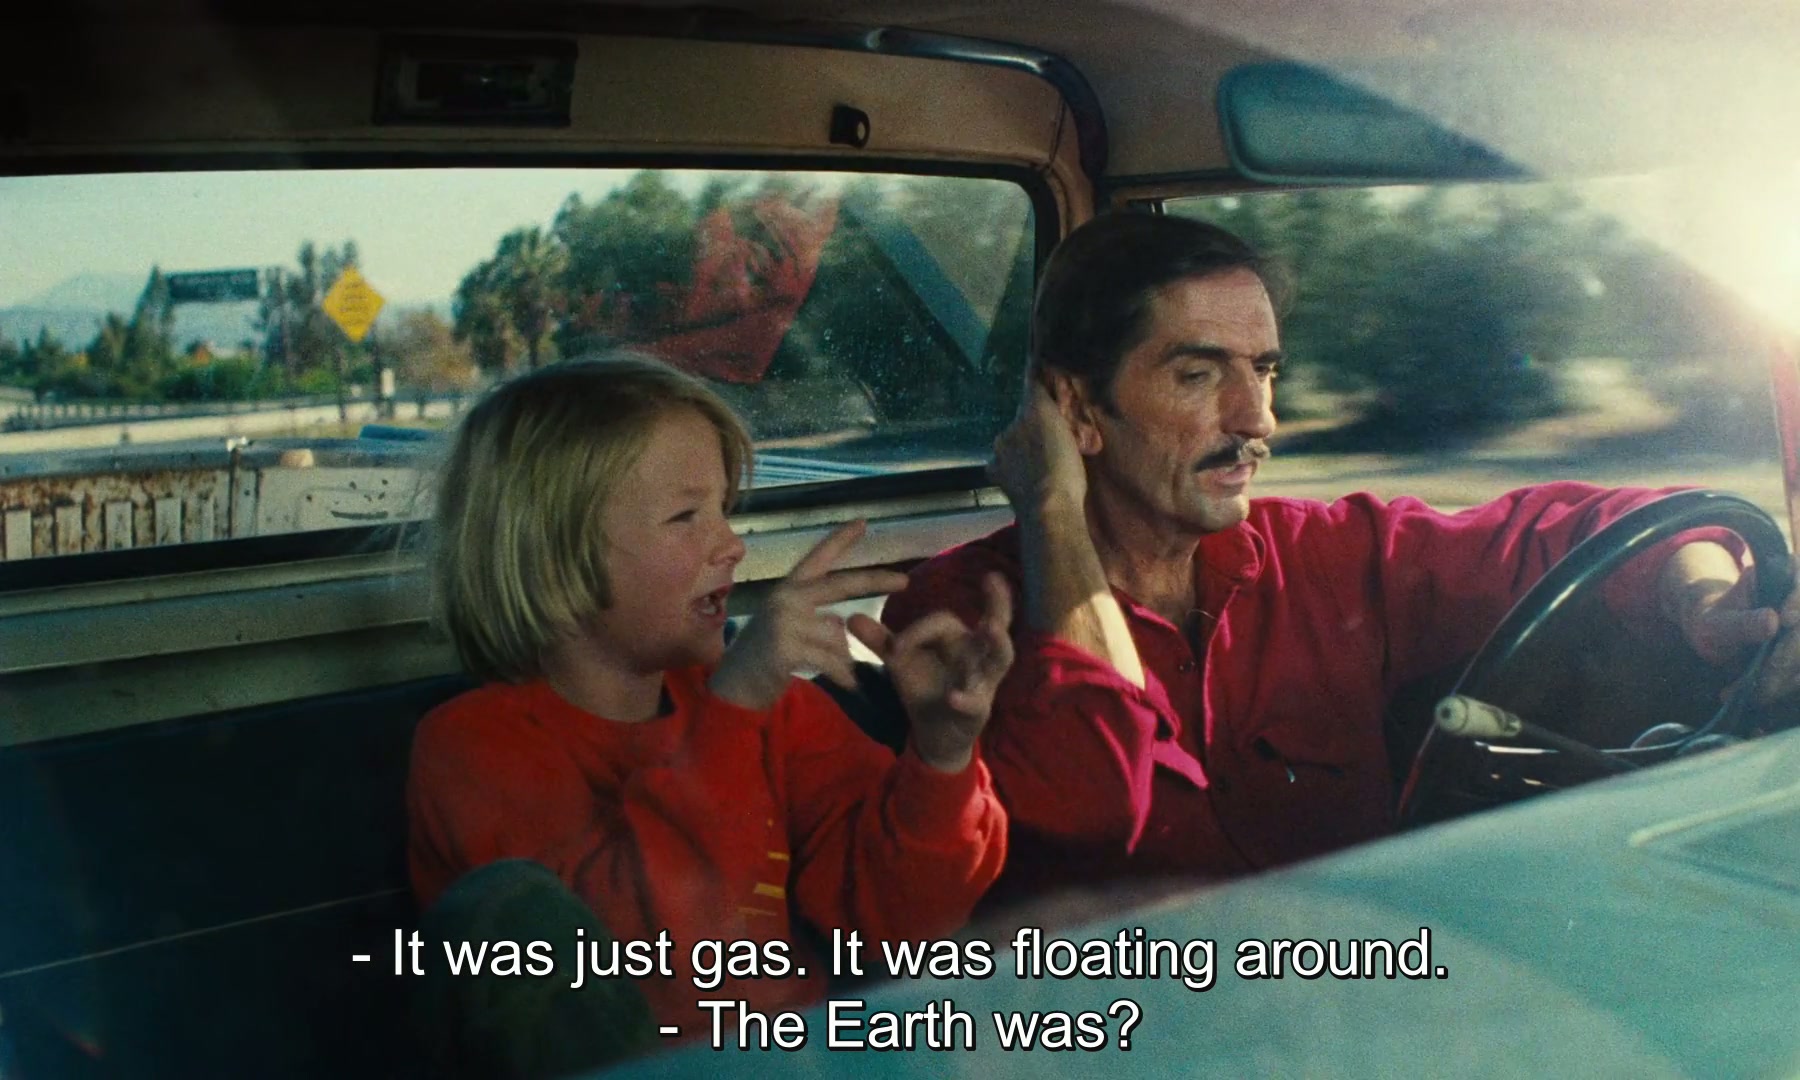 - It was just gas. It was floating around.
- The Earth was?